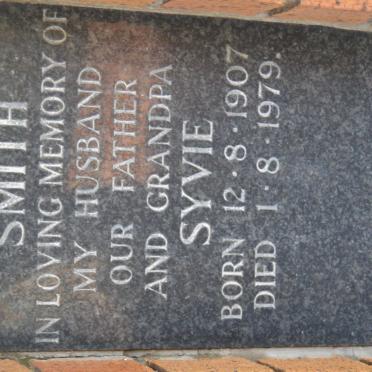 SMITH
IN LOVING MEMORY OF
MY HUSBAND
OUR FATHER
AND GRANDPA
SYVIE
BORN 12·8·1907
DIED 1·8·1979.